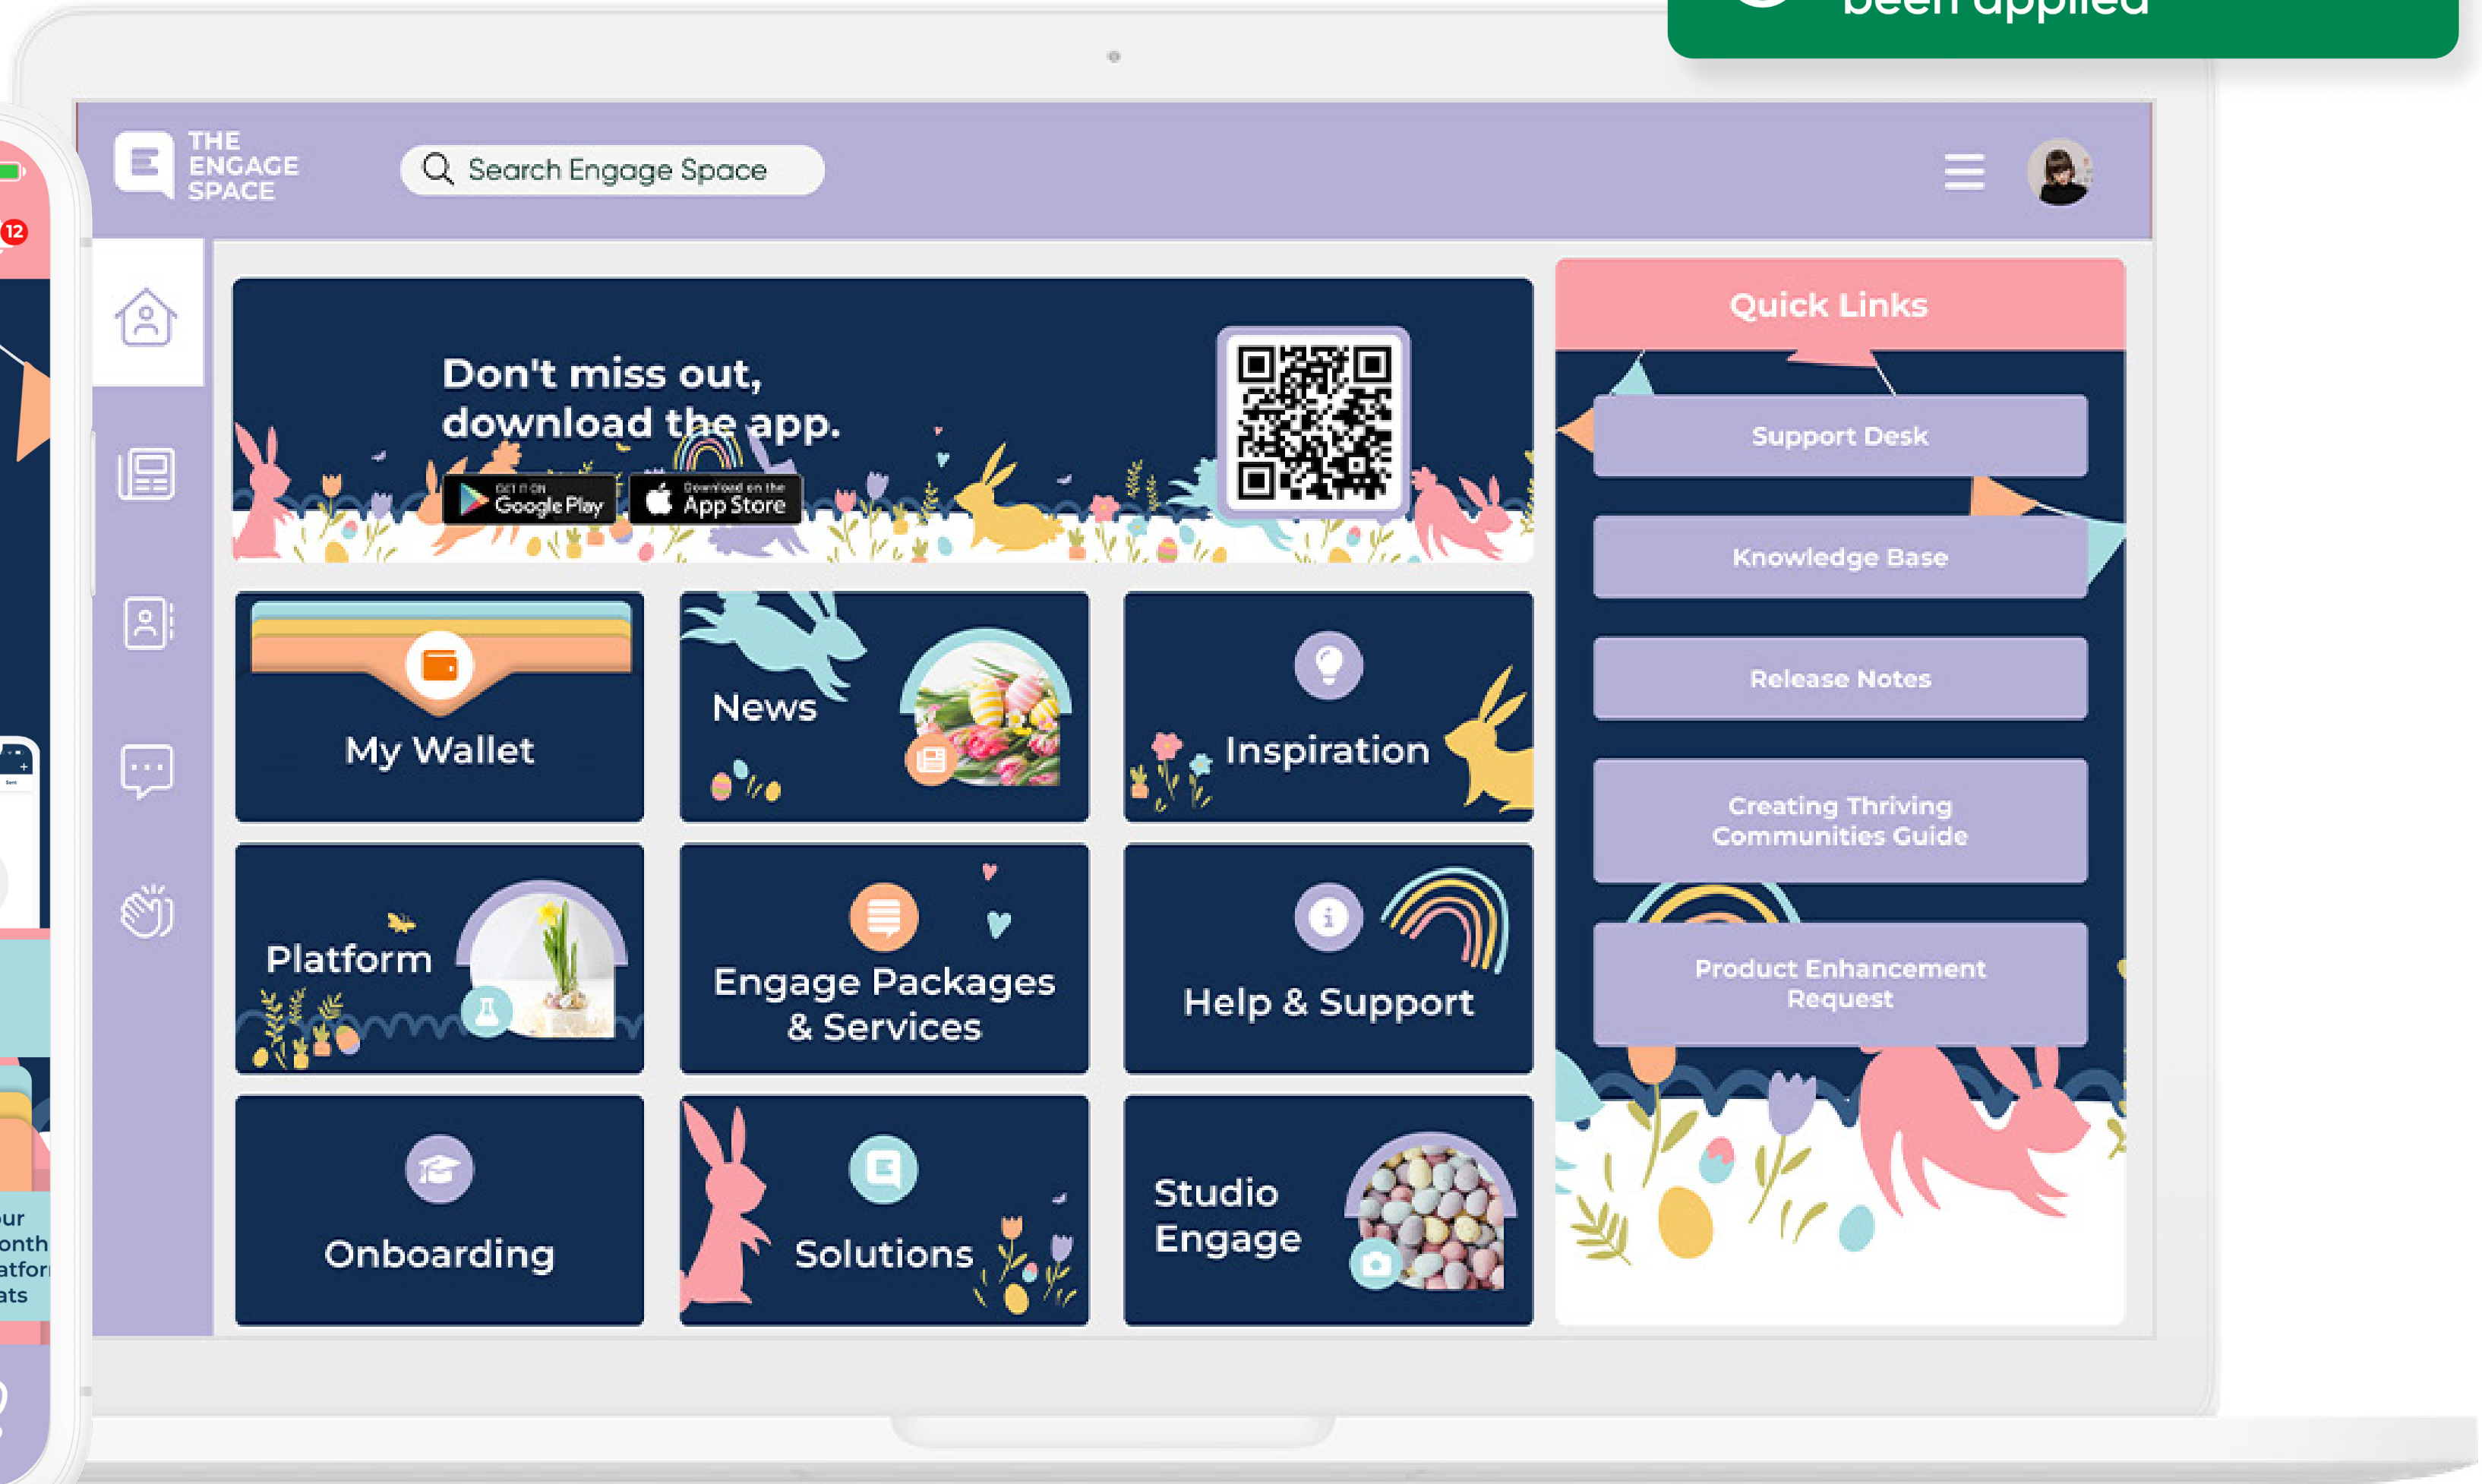 been applied
THE
ENGAGE
SPACE
Search Engage Space
12
Don't miss out,
download the app.
GET IT ON
Google Play
Download on the
App Store
My Wallet
News
Inspiration
Platform
Engage Packages
& Services
Help & Support
Onboarding
Solutions
Studio
Engage
Quick Links
Support Desk
Knowledge Base
Release Notes
Creating Thriving
Communities Guide
Product Enhancement
Request
Sent